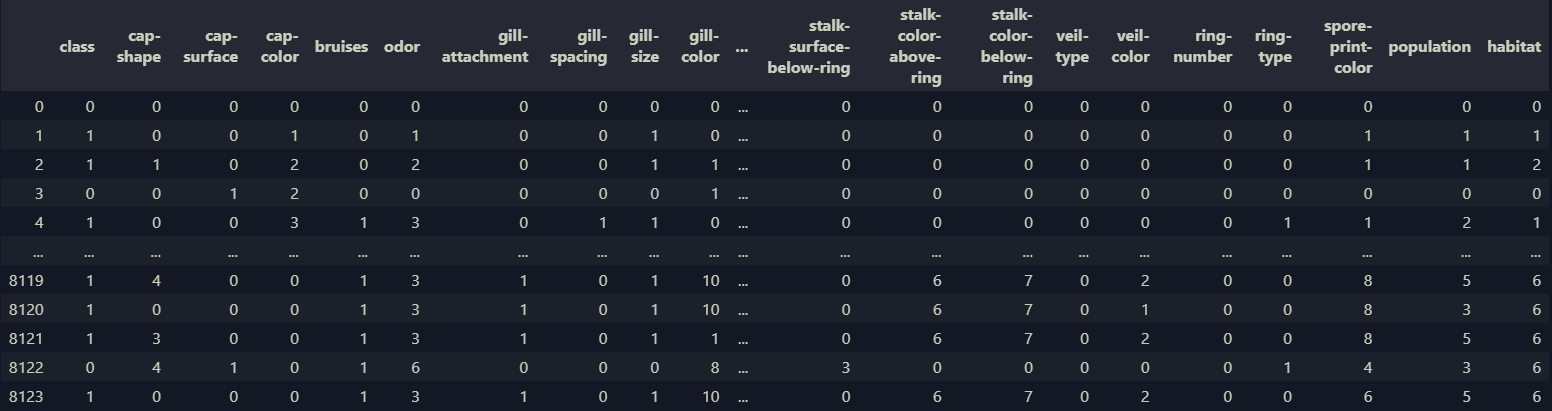 class cap-shape cap-surface cap-color bruises odor gill-attachment gill-spacing gill-size gill-color ... stalk-surface-below-ring stalk-color-above-ring stalk-color-below-ring veil-type veil-color ring-number ring-type spore-print-color population habitat
0 0 0 0 0 0 0 0 0 0 0 ... 0 0 0 0 0 0 0 0 0 0
1 1 0 0 1 0 1 0 0 1 0 ... 0 0 0 0 0 0 0 1 1 1
2 1 1 0 2 0 2 0 0 1 1 ... 0 0 0 0 0 0 0 1 1 2
3 0 0 1 2 0 0 0 0 0 1 ... 0 0 0 0 0 0 0 0 0 0
4 1 0 0 3 1 3 0 1 1 0 ... 0 0 0 0 0 0 1 1 2 1
... ... ... ... ... ... ... ... ... ... ... ... ... ... ... ... ... ... ... ... ... ...
8119 1 4 0 0 1 3 1 0 1 10 ... 0 6 7 0 2 0 0 8 5 6
8120 1 0 0 0 1 3 1 0 1 10 ... 0 6 7 0 1 0 0 8 3 6
8121 1 3 0 0 1 3 1 0 1 1 ... 0 6 7 0 2 0 0 8 5 6
8122 0 4 1 0 1 6 0 0 0 8 ... 3 0 0 0 0 0 1 4 3 6
8123 1 0 0 0 1 3 1 0 1 10 ... 0 6 7 0 2 0 0 6 5 6